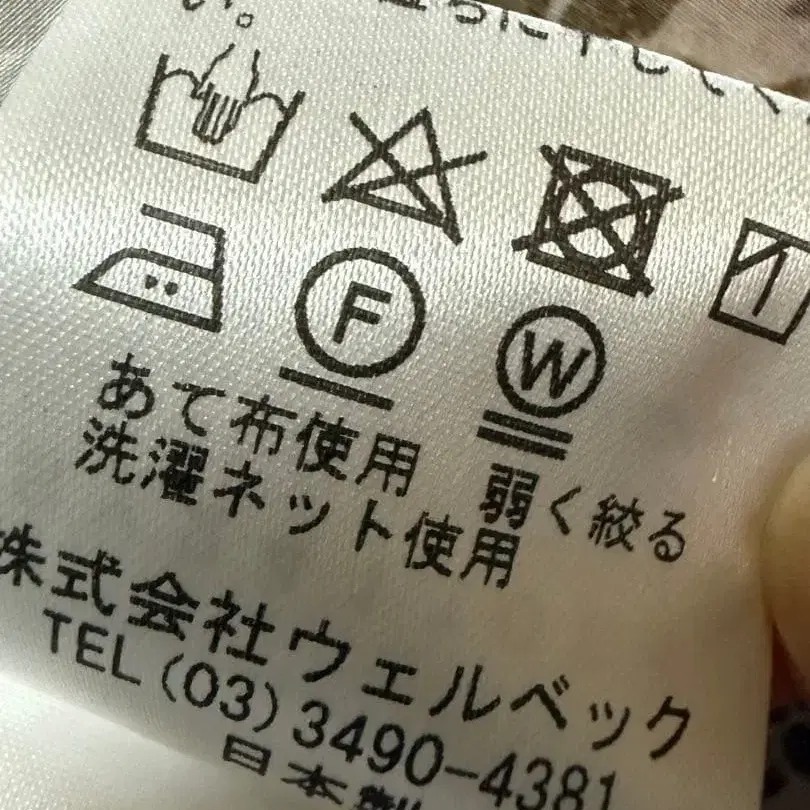 F
W
あて布使用 弱く絞る
洗濯ネット使用
株式会社ウェルベック
TEL(03)3490-4381
日本製